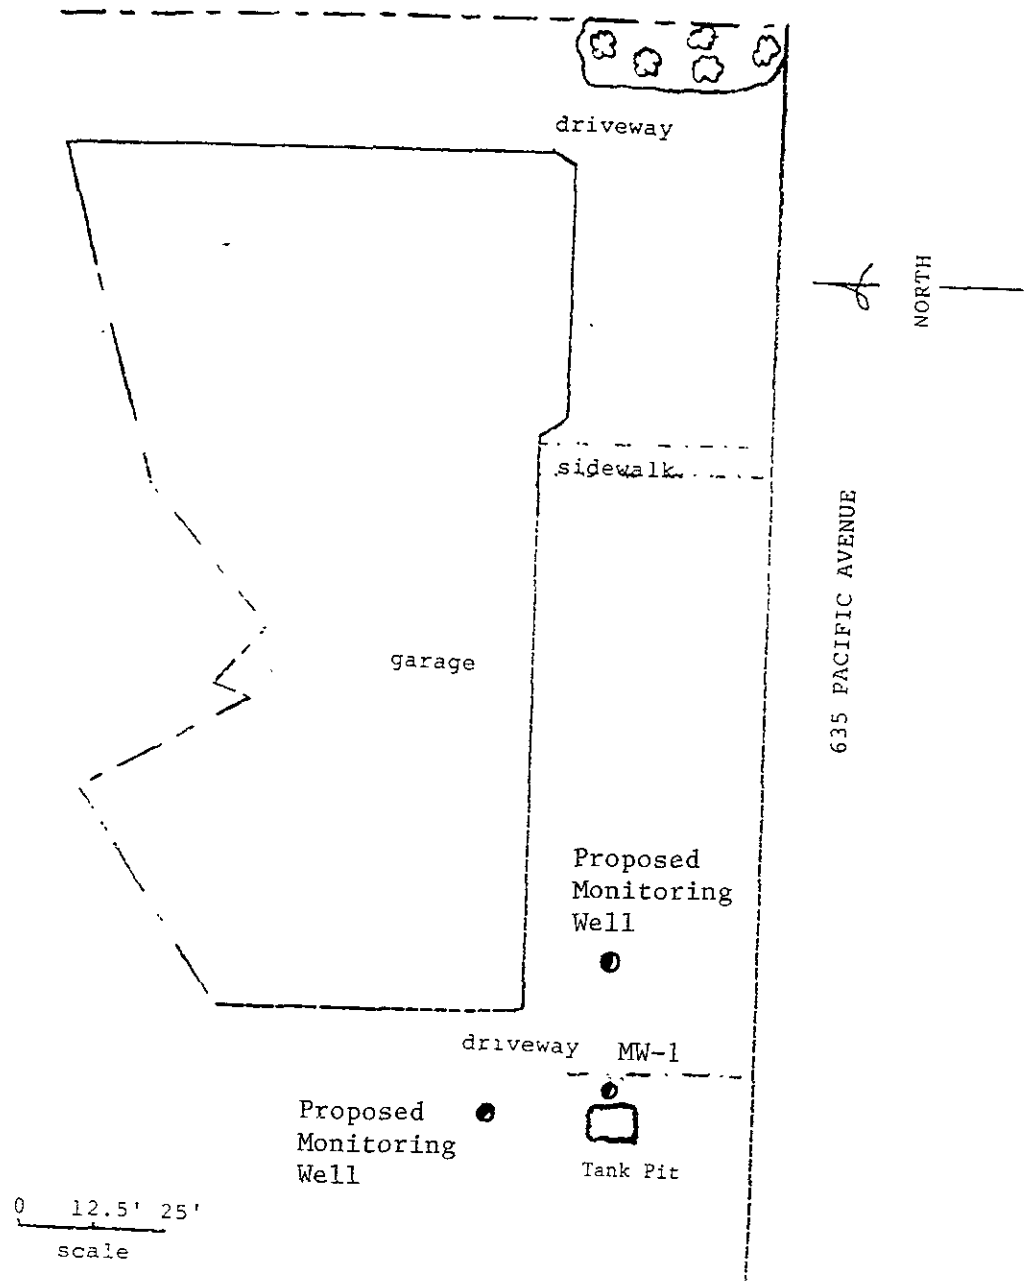 driveway
NORTH
sidewalk
635 PACIFIC AVENUE
garage
Proposed
Monitoring
Well
driveway MW-1
Proposed
Monitoring
Well
Tank Pit
0 12.5' 25'
scale